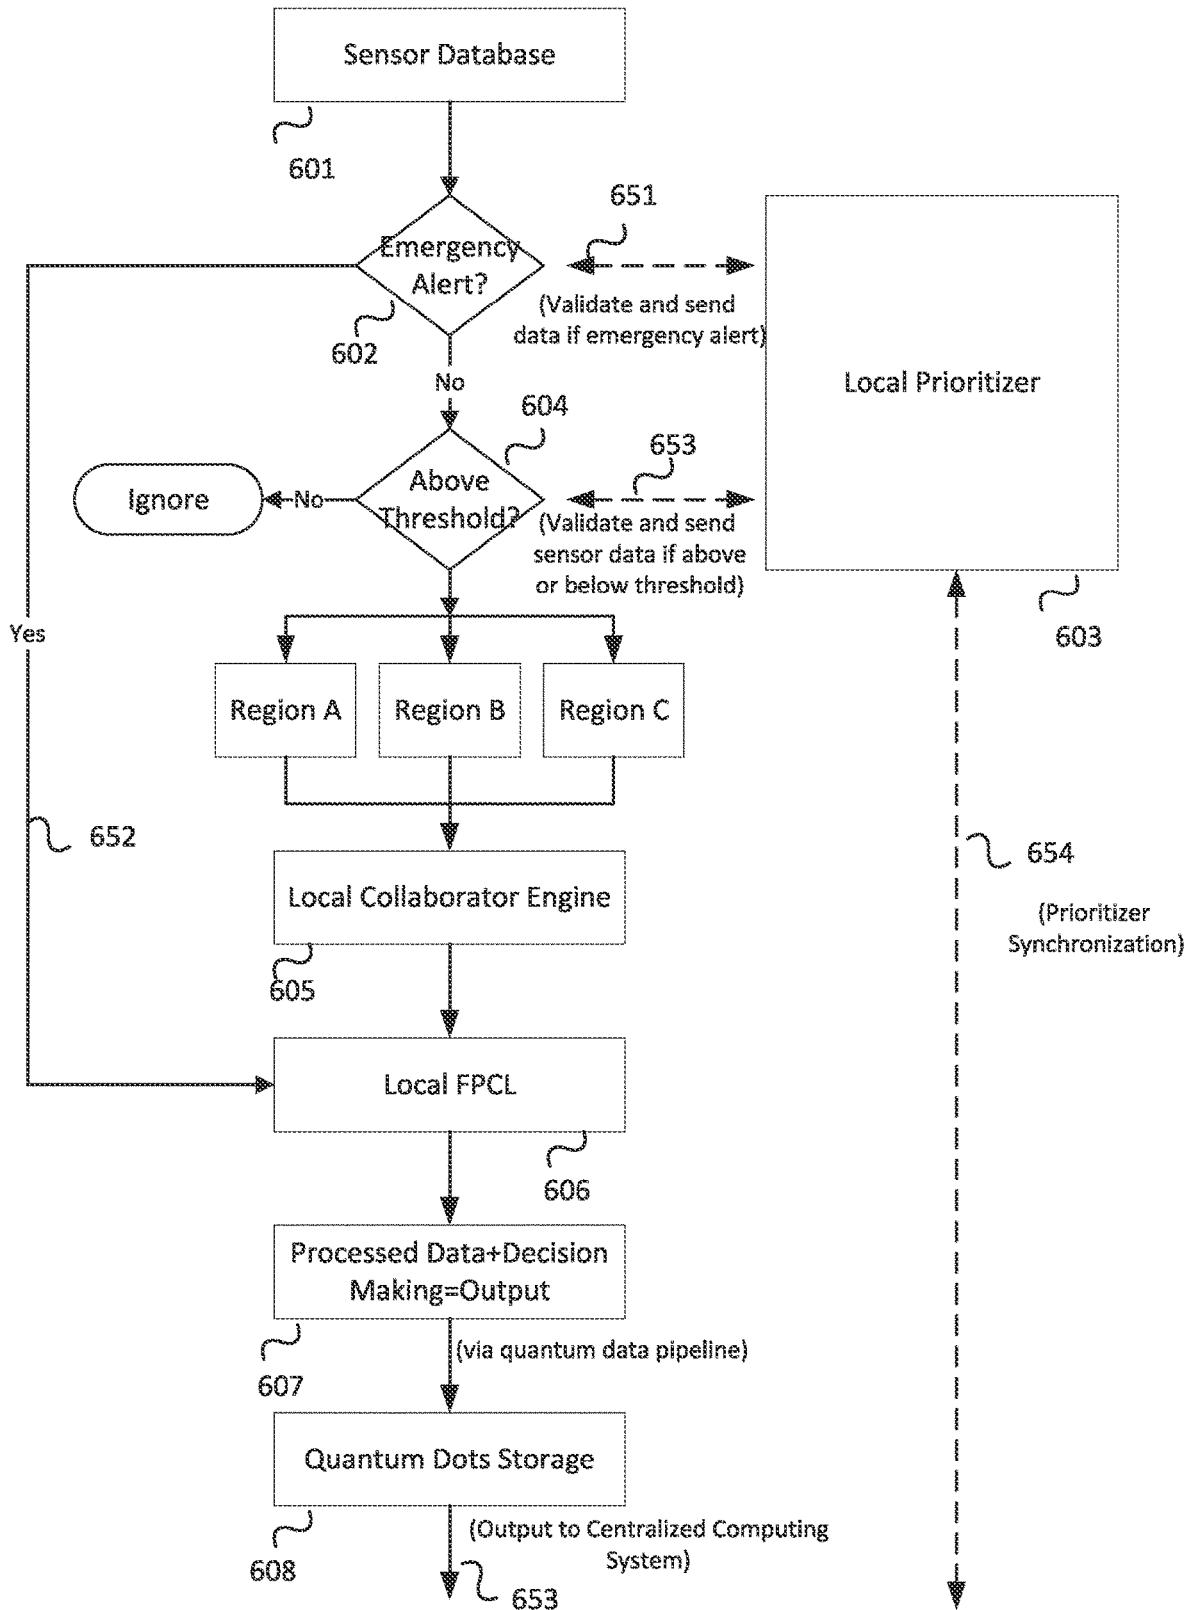 Sensor Database
601
651
Emergency
Alert?
(Validate and send
data if emergency alert)
602
Local Prioritizer
No
604
653
Above
Threshold?
Ignore
No
(Validate and send
sensor data if above
or below threshold)
603
Yes
Region A
Region B
Region C
652
654
Local Collaborator Engine
(Prioritizer
Synchronization)
605
Local FPCL
606
Processed Data+Decision
Making=Output
(via quantum data pipeline)
607
Quantum Dots Storage
(Output to Centralized Computing
System)
608
653